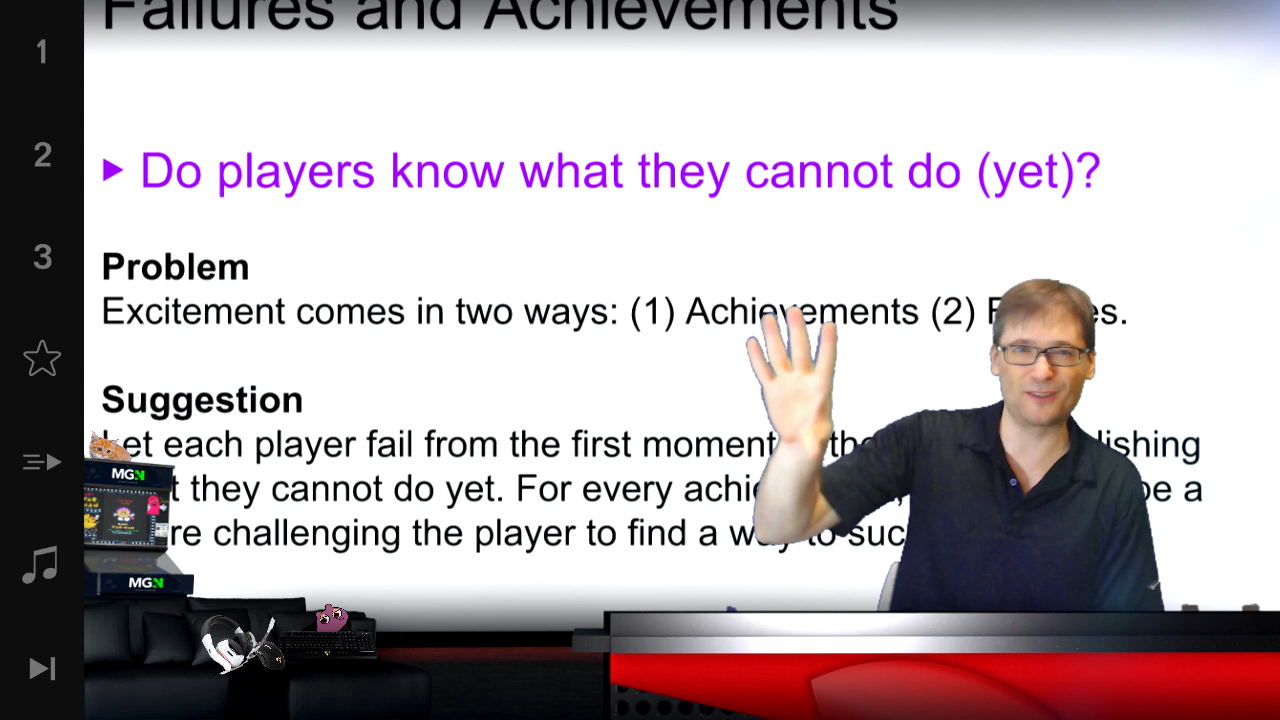 1
2
3
Failures and Achievements
Do players know what they cannot do (yet)?
Problem
Excitement comes in two ways: (1) Achievements (2)
Suggestion
Let each player fail from the first moment
they cannot do yet. For every
challenging the player to find a way to
MGN
MGN